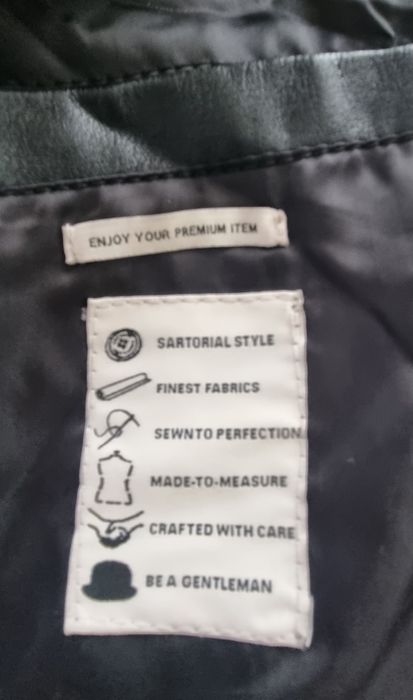 ENJOY YOUR PREMIUM ITEM
SARTORIAL STYLE
FINEST FABRICS
SEWNTO PERFECTION
MADE-TO-MEASURE
CRAFTED WITH CARE
BE A GENTLEMAN